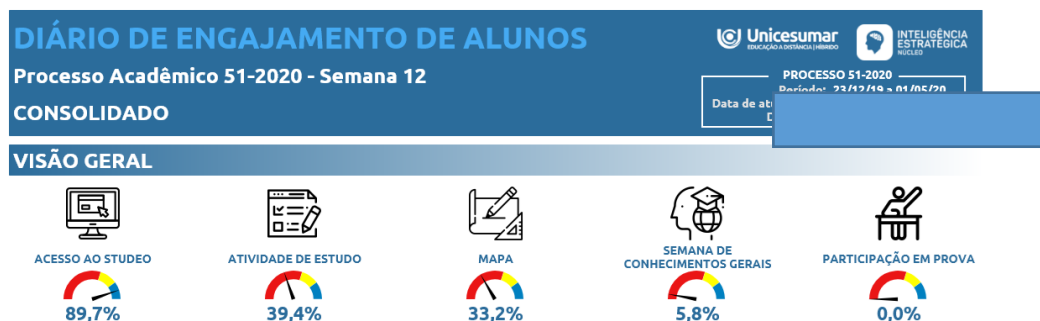 DIÁRIO DE ENGAJAMENTO DE ALUNOS
Unicesumar
EDUCAÇÃO A DISTÂNCIA | HÍBRIDO
INTELIGÊNCIA
ESTRATÉGICA
NÚCLEO
Processo Acadêmico 51-2020 - Semana 12
CONSOLIDADO
PROCESSO 51-2020
Período: 23/12/19 a 01/05/20
Data de
VISÃO GERAL
ACESSO AO STUDEO
89,7%
ATIVIDADE DE ESTUDO
39,4%
MAPA
33,2%
SEMANA DE
CONHECIMENTOS GERAIS
5,8%
PARTICIPAÇÃO EM PROVA
0,0%